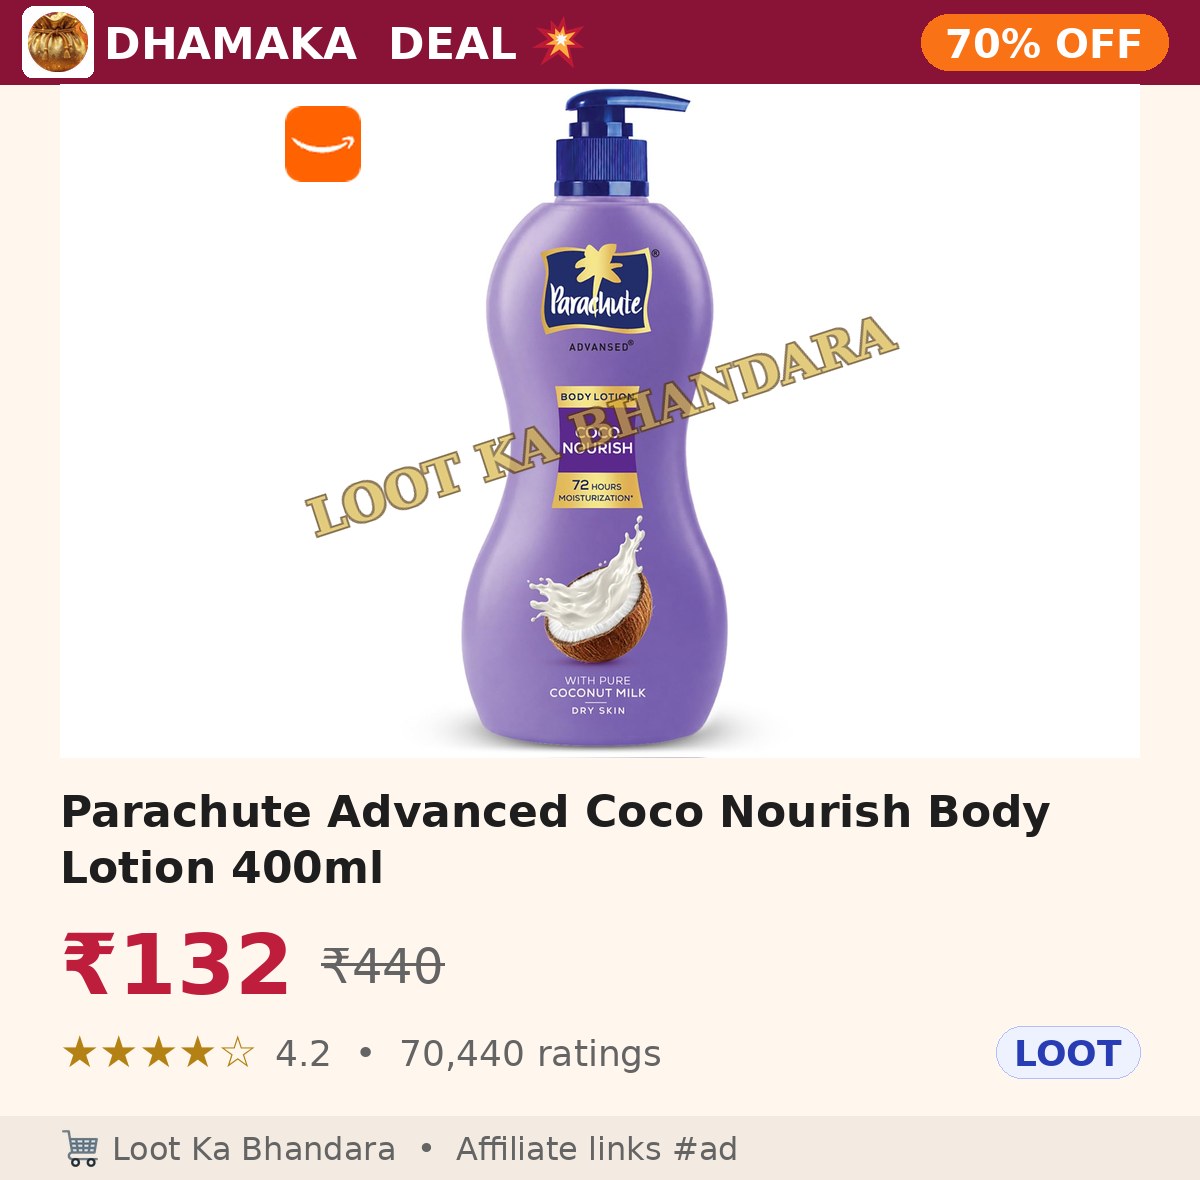 DHAMAKA DEAL 💥
70% OFF
Parachute®
ADVANSED®
BODY LOTION
COCO
NOURISH
72 HOURS
MOISTURIZATION*
LOOT KA BHANDARA
WITH PURE
COCONUT MILK
DRY SKIN
Parachute Advanced Coco Nourish Body
Lotion 400ml
₹132 ₹440
★★★★☆ 4.2 • 70,440 ratings
LOOT
🛒 Loot Ka Bhandara • Affiliate links #ad